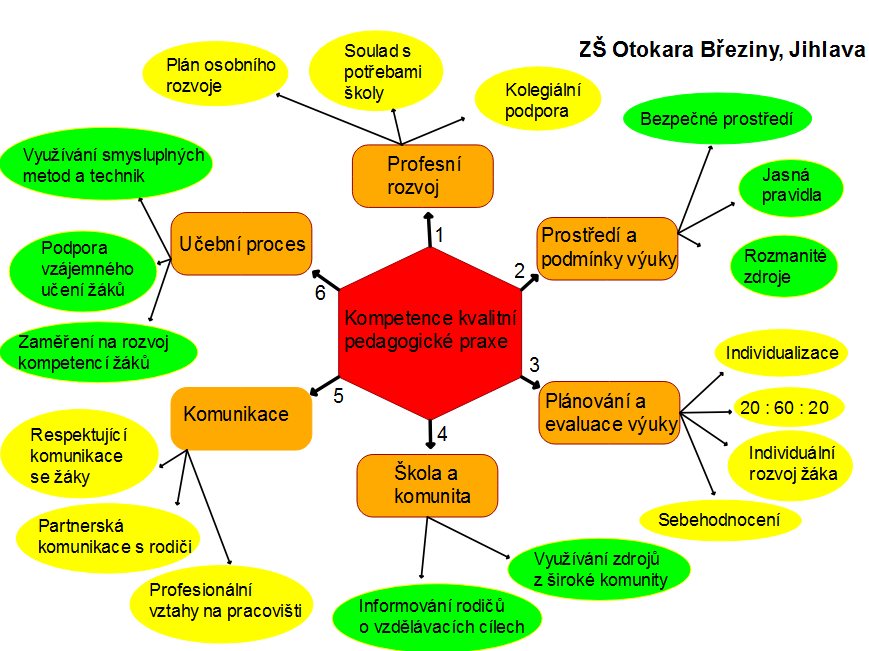 ZŠ Otokara Březiny, Jihlava
Kompetence kvalitní
pedagogické praxe
1
Profesní
rozvoj
Plán osobního
rozvoje
Soulad s
potřebami
školy
Kolegiální
podpora
2
Prostředí a
podmínky výuky
Bezpečné prostředí
Jasná
pravidla
Rozmanité
zdroje
3
Plánování a
evaluace výuky
Individualizace
20 : 60 : 20
Individuální
rozvoj žáka
Sebehodnocení
4
Škola a
komunita
Využívání zdrojů
z široké komunity
Informování rodičů
o vzdělávacích cílech
5
Komunikace
Respektující
komunikace
se žáky
Partnerská
komunikace s rodiči
Profesionální
vztahy na pracovišti
6
Učební proces
Využívání smysluplných
metod a technik
Podpora
vzájemného
učení žáků
Zaměření na rozvoj
kompetencí žáků